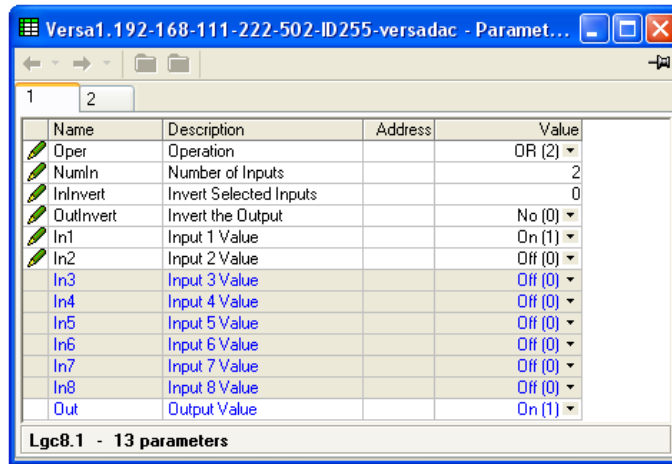 Versa1.192-168-111-222-502-ID255-versadac - Paramet...
1 2
Name Description Address Value
Oper Operation OR (2)
NumIn Number of Inputs 2
InInvert Invert Selected Inputs 0
OutInvert Invert the Output No (0)
In1 Input 1 Value On (1)
In2 Input 2 Value Off (0)
In3 Input 3 Value Off (0)
In4 Input 4 Value Off (0)
In5 Input 5 Value Off (0)
In6 Input 6 Value Off (0)
In7 Input 7 Value Off (0)
In8 Input 8 Value Off (0)
Out Output Value On (1)
Lgc8.1 - 13 parameters